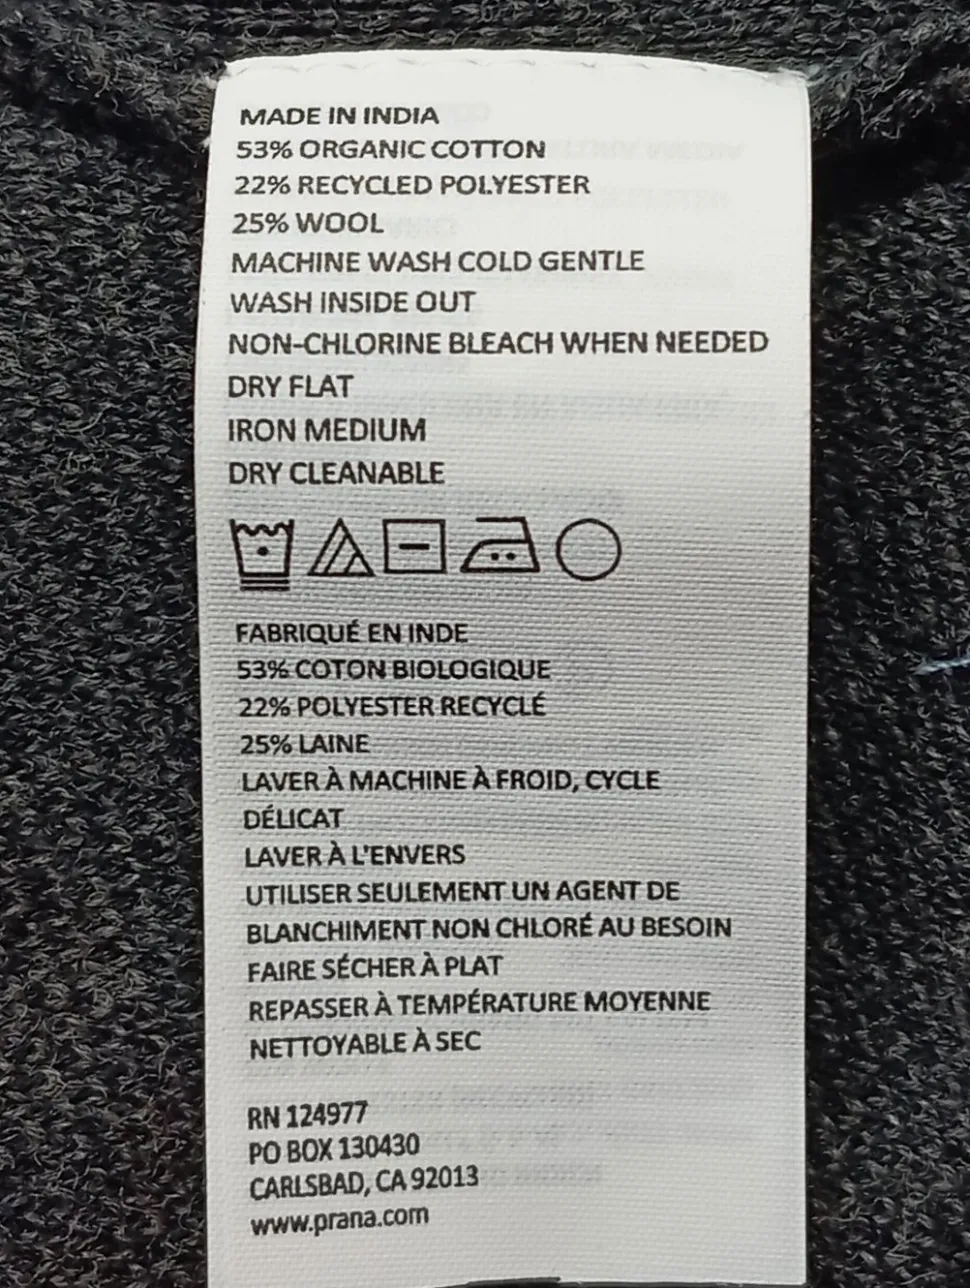 MADE IN INDIA
53% ORGANIC COTTON
22% RECYCLED POLYESTER
25% WOOL
MACHINE WASH COLD GENTLE
WASH INSIDE OUT
NON-CHLORINE BLEACH WHEN NEEDED
DRY FLAT
IRON MEDIUM
DRY CLEANABLE
FABRIQUÉ EN INDE
53% COTON BIOLOGIQUE
22% POLYESTER RECYCLÉ
25% LAINE
LAVER À MACHINE À FROID, CYCLE
DÉLICAT
LAVER À L'ENVERS
UTILISER SEULEMENT UN AGENT DE
BLANCHIMENT NON CHLORÉ AU BESOIN
FAIRE SÉCHER À PLAT
REPASSER À TEMPÉRATURE MOYENNE
NETTOYABLE À SEC
RN 124977
PO BOX 130430
CARLSBAD, CA 92013
www.prana.com